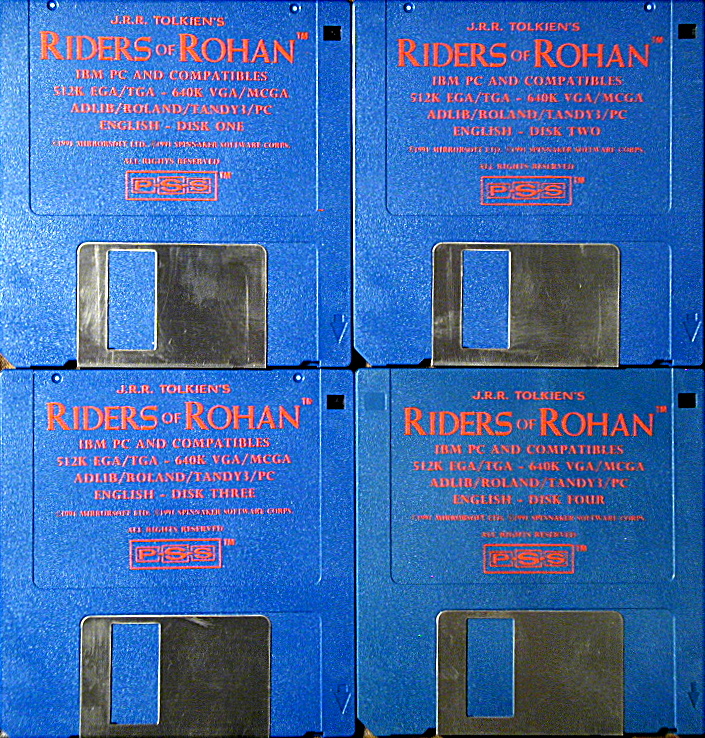 J.R.R. TOLKIEN'S
RIDERS OF ROHAN™
IBM PC AND COMPATIBLES
512K EGA/TGA - 640K VGA/MCGA
ADLIB/ROLAND/TANDY3/PC
ENGLISH - DISK ONE
©1991 MIRRORSOFT LTD. ©1991 SPINNAKER SOFTWARE CORPS.
ALL RIGHTS RESERVED
PSS™
J.R.R. TOLKIEN'S
RIDERS OF ROHAN™
IBM PC AND COMPATIBLES
512K EGA/TGA - 640K VGA/MCGA
ADLIB/ROLAND/TANDY3/PC
ENGLISH - DISK TWO
©1991 MIRRORSOFT LTD. ©1991 SPINNAKER SOFTWARE CORPS.
ALL RIGHTS RESERVED
PSS™
J.R.R. TOLKIEN'S
RIDERS OF ROHAN™
IBM PC AND COMPATIBLES
512K EGA/TGA - 640K VGA/MCGA
ADLIB/ROLAND/TANDY3/PC
ENGLISH - DISK THREE
©1991 MIRRORSOFT LTD. ©1991 SPINNAKER SOFTWARE CORPS.
ALL RIGHTS RESERVED
PSS™
J.R.R. TOLKIEN'S
RIDERS OF ROHAN™
IBM PC AND COMPATIBLES
512K EGA/TGA - 640K VGA/MCGA
ADLIB/ROLAND/TANDY3/PC
ENGLISH - DISK FOUR
©1991 MIRRORSOFT LTD. ©1991 SPINNAKER SOFTWARE CORPS.
ALL RIGHTS RESERVED
PSS™